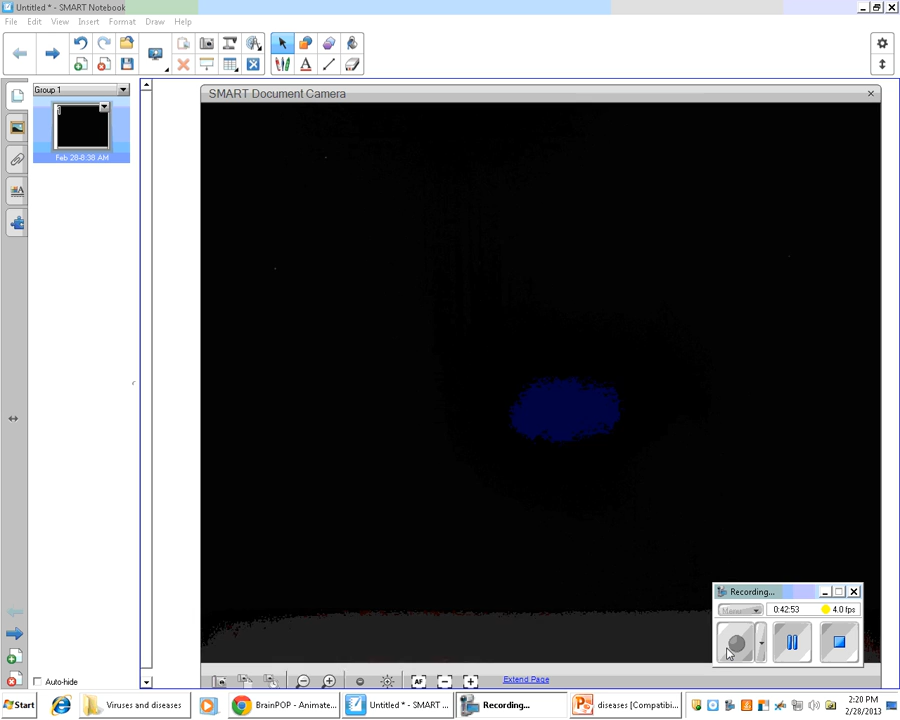 Untitled * - SMART Notebook
File Edit View Insert Format Draw Help
Group 1
SMART Document Camera
Feb 28-8:38 AM
Recording...
0:42:53 4.0 fps
AF
Auto-hide
Extend Page
Start
Viruses and diseases
BrainPOP - Animate...
Untitled * - SMART ...
Recording...
diseases [Compatibi...
2:20 PM
2/28/2013